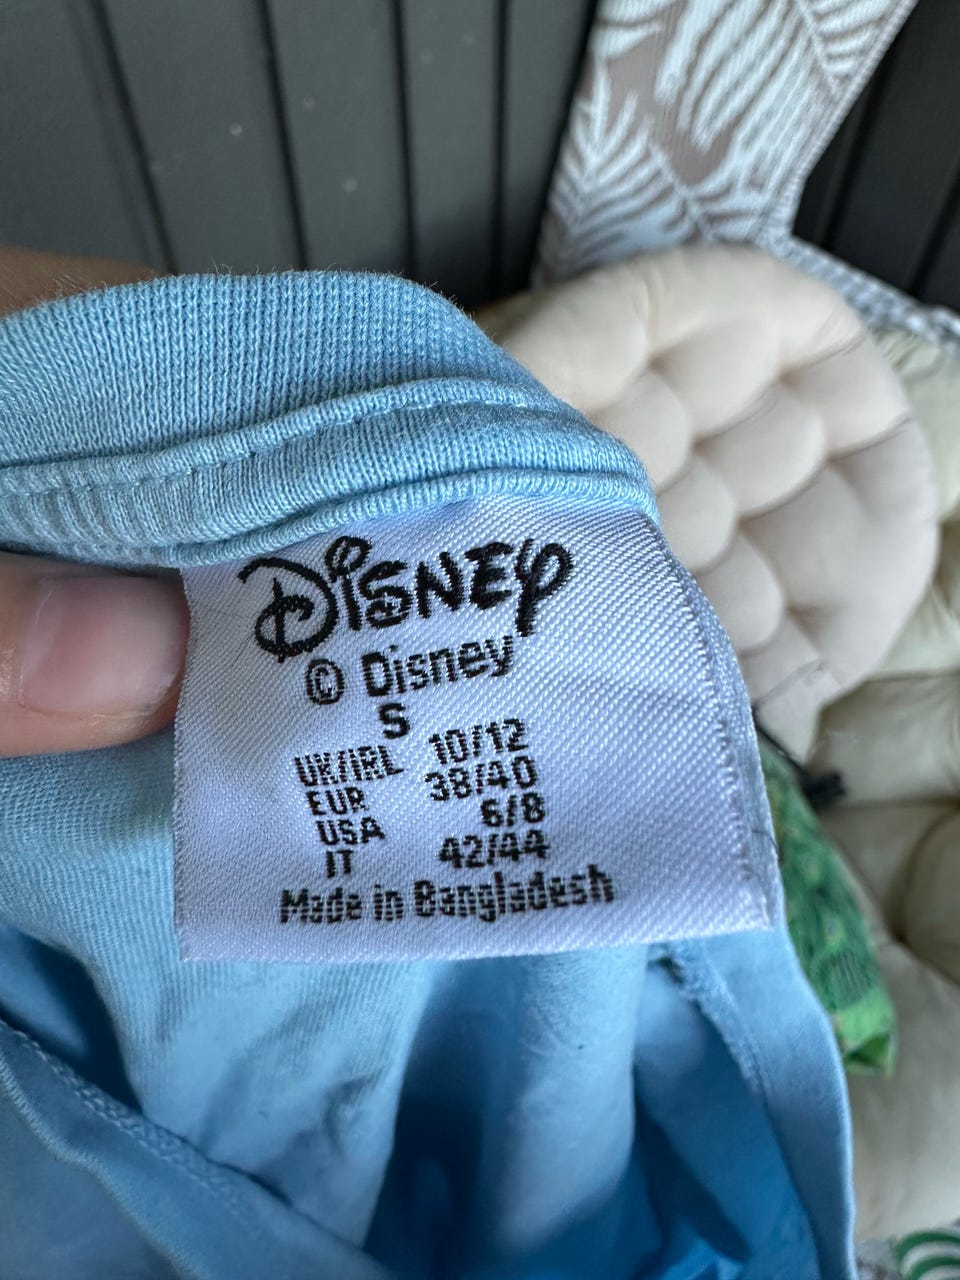 Disney
© Disney
S
UK/IRL 10/12
EUR 38/40
USA 6/8
IT 42/44
Made in Bangladesh